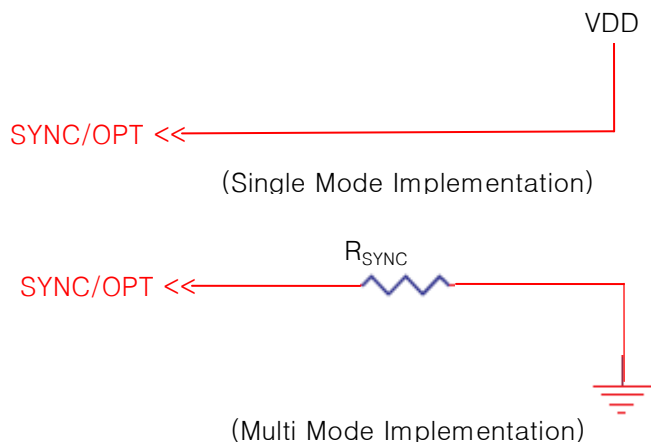 VDD
SYNC/OPT <<
(Single Mode Implementation)
RSYNC
SYNC/OPT <<
(Multi Mode Implementation)